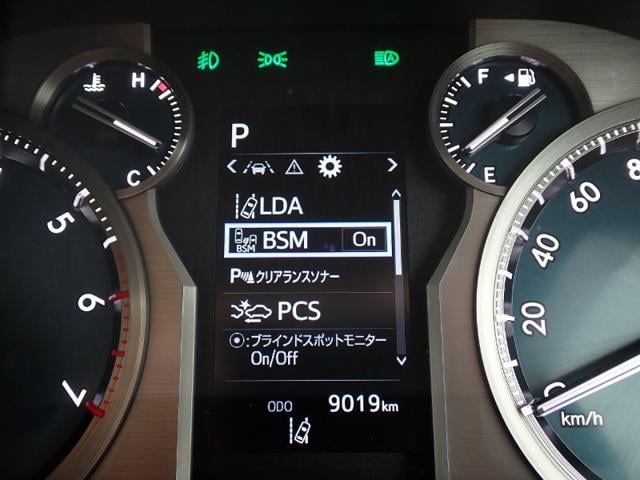 H
C
F
E
P
LDA
BSM
BSM On
P クリアランスソナー
PCS
:ブラインドスポットモニター
On/Off
ODO 9019km
5
6
7
80
60
40
20
0
km/h
A